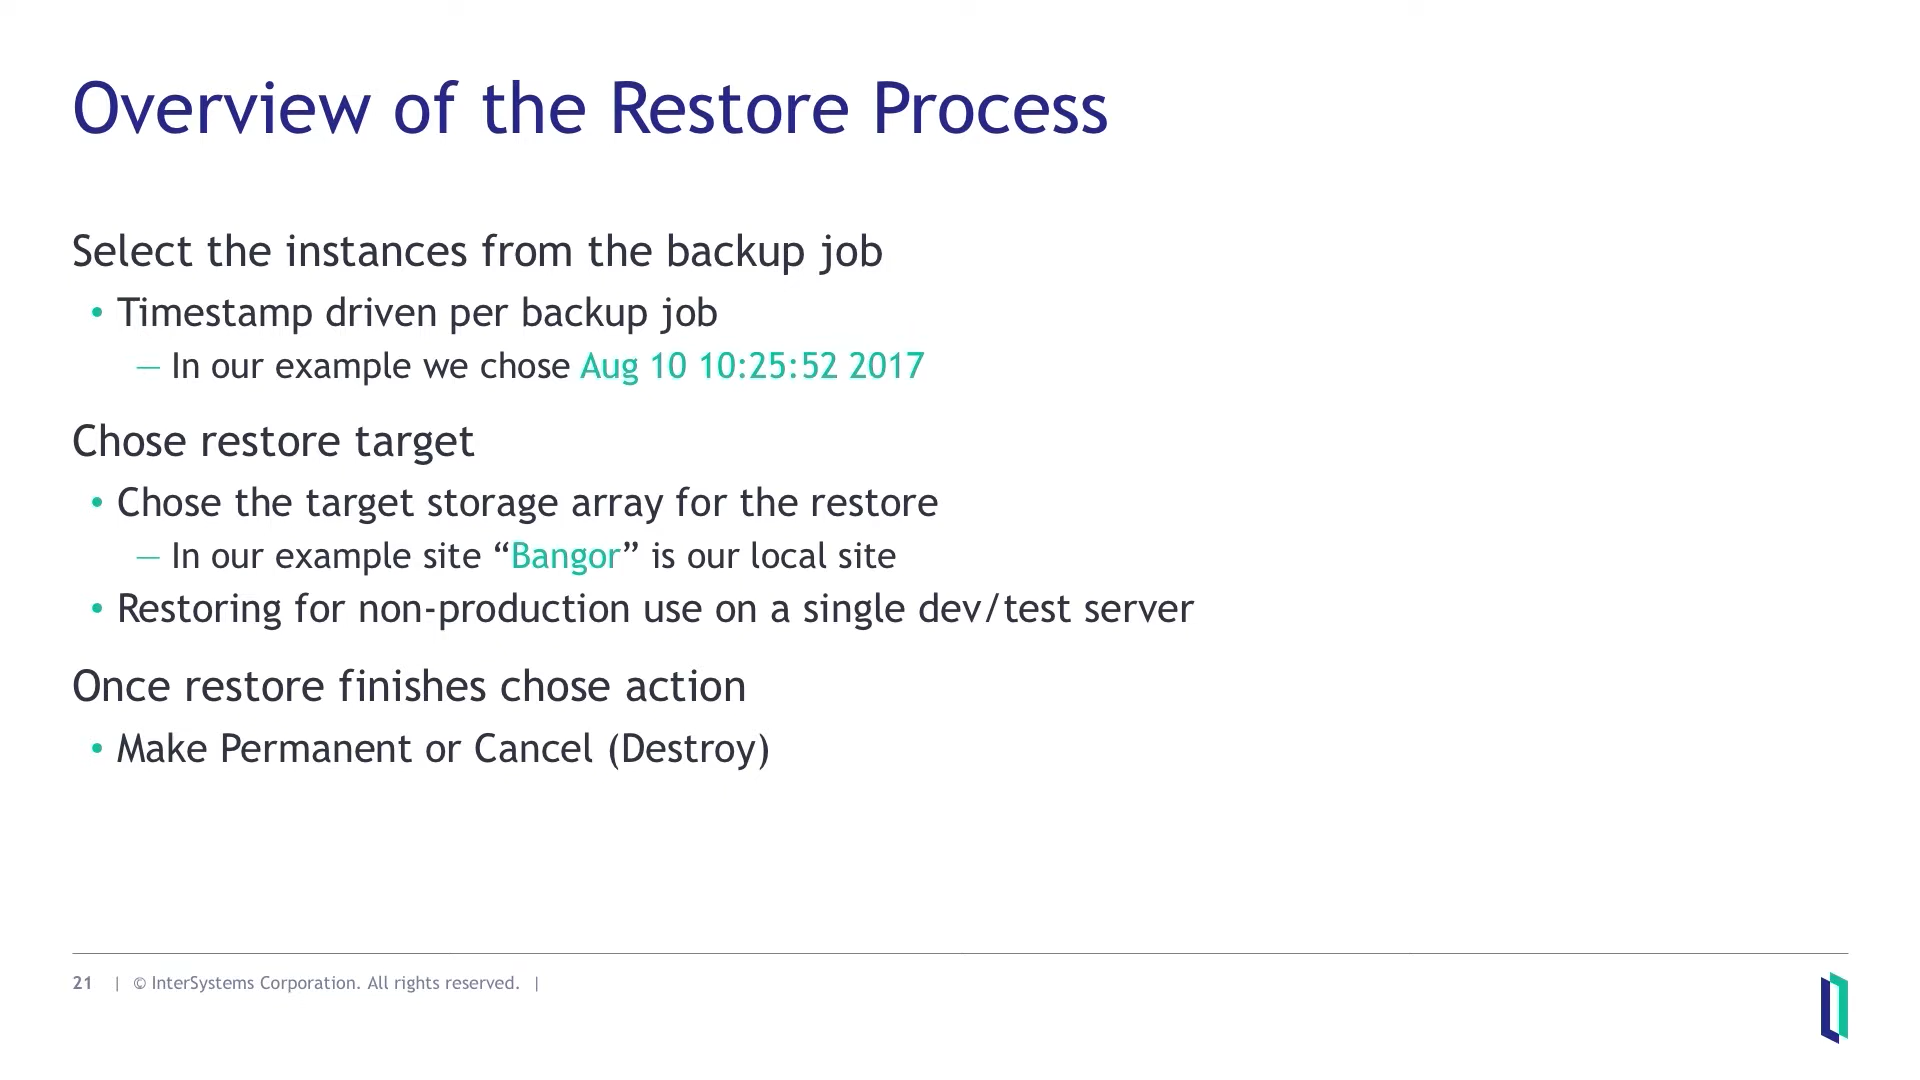 Overview of the Restore Process
Select the instances from the backup job
• Timestamp driven per backup job
— In our example we chose Aug 10 10:25:52 2017
Chose restore target
• Chose the target storage array for the restore
— In our example site “Bangor” is our local site
• Restoring for non-production use on a single dev/test server
Once restore finishes chose action
• Make Permanent or Cancel (Destroy)
21 | © InterSystems Corporation. All rights reserved. |